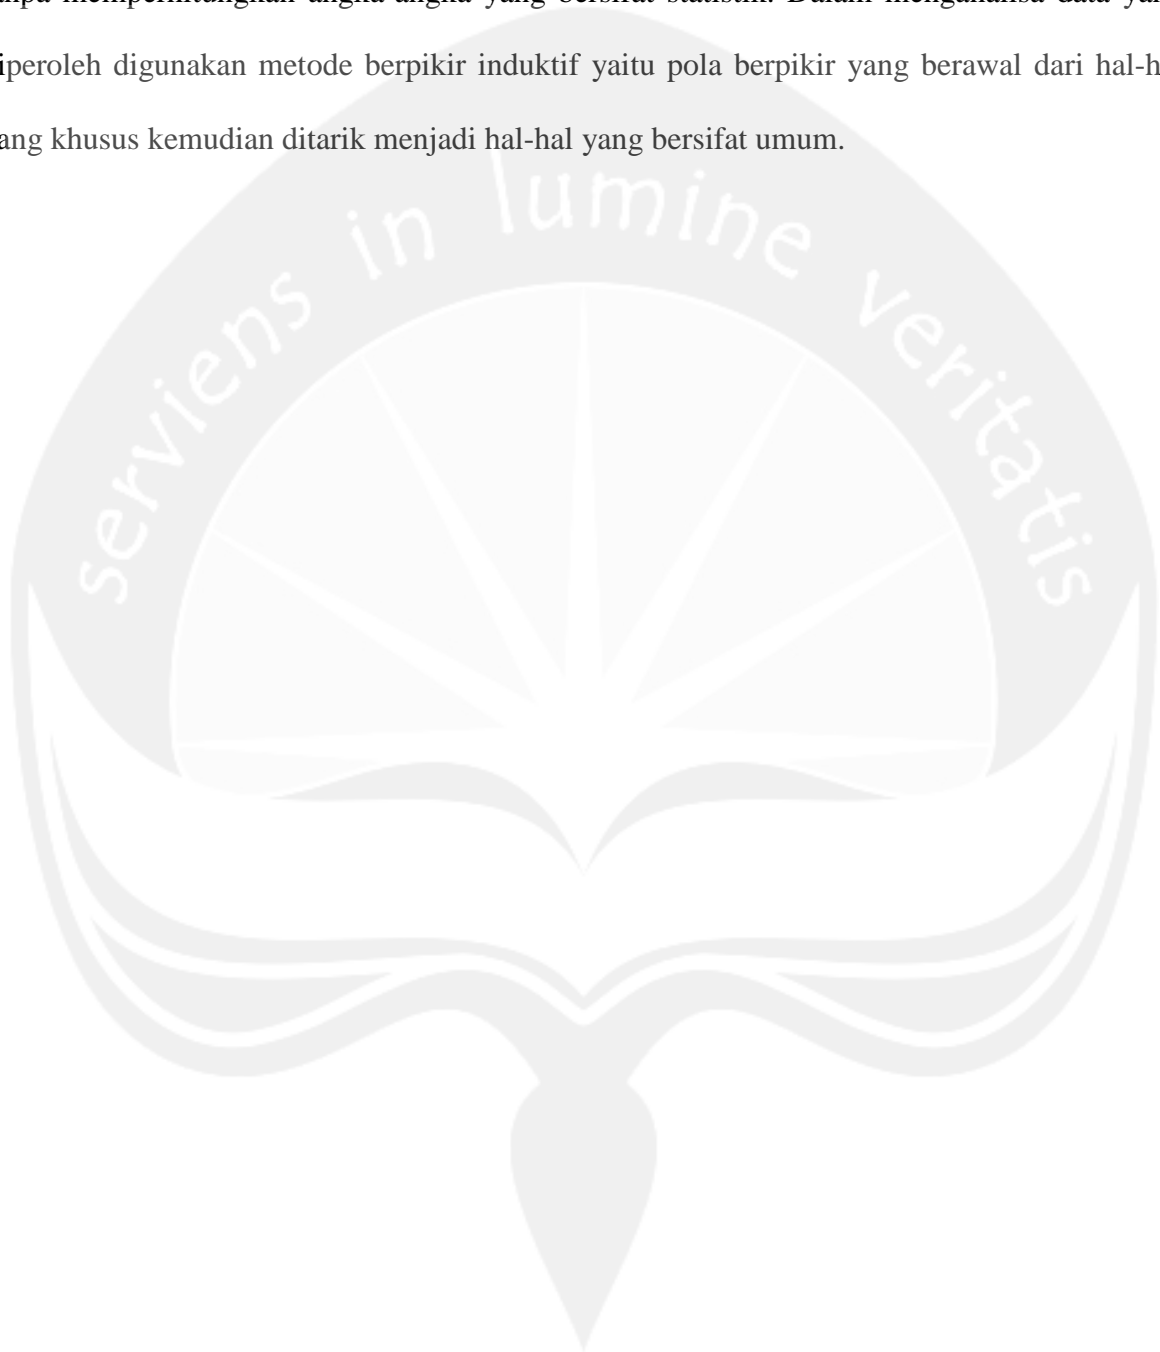 memperhitungkan angka-angka yang bersifat statistik. Dalam menganalisa data
iperoleh digunakan metode berpikir induktif yaitu pola berpikir yang berawal dari hal-h
ang khusus kemudian ditarik menjadi hal-hal yang bersifat umum.
serviens in lumine veritatis